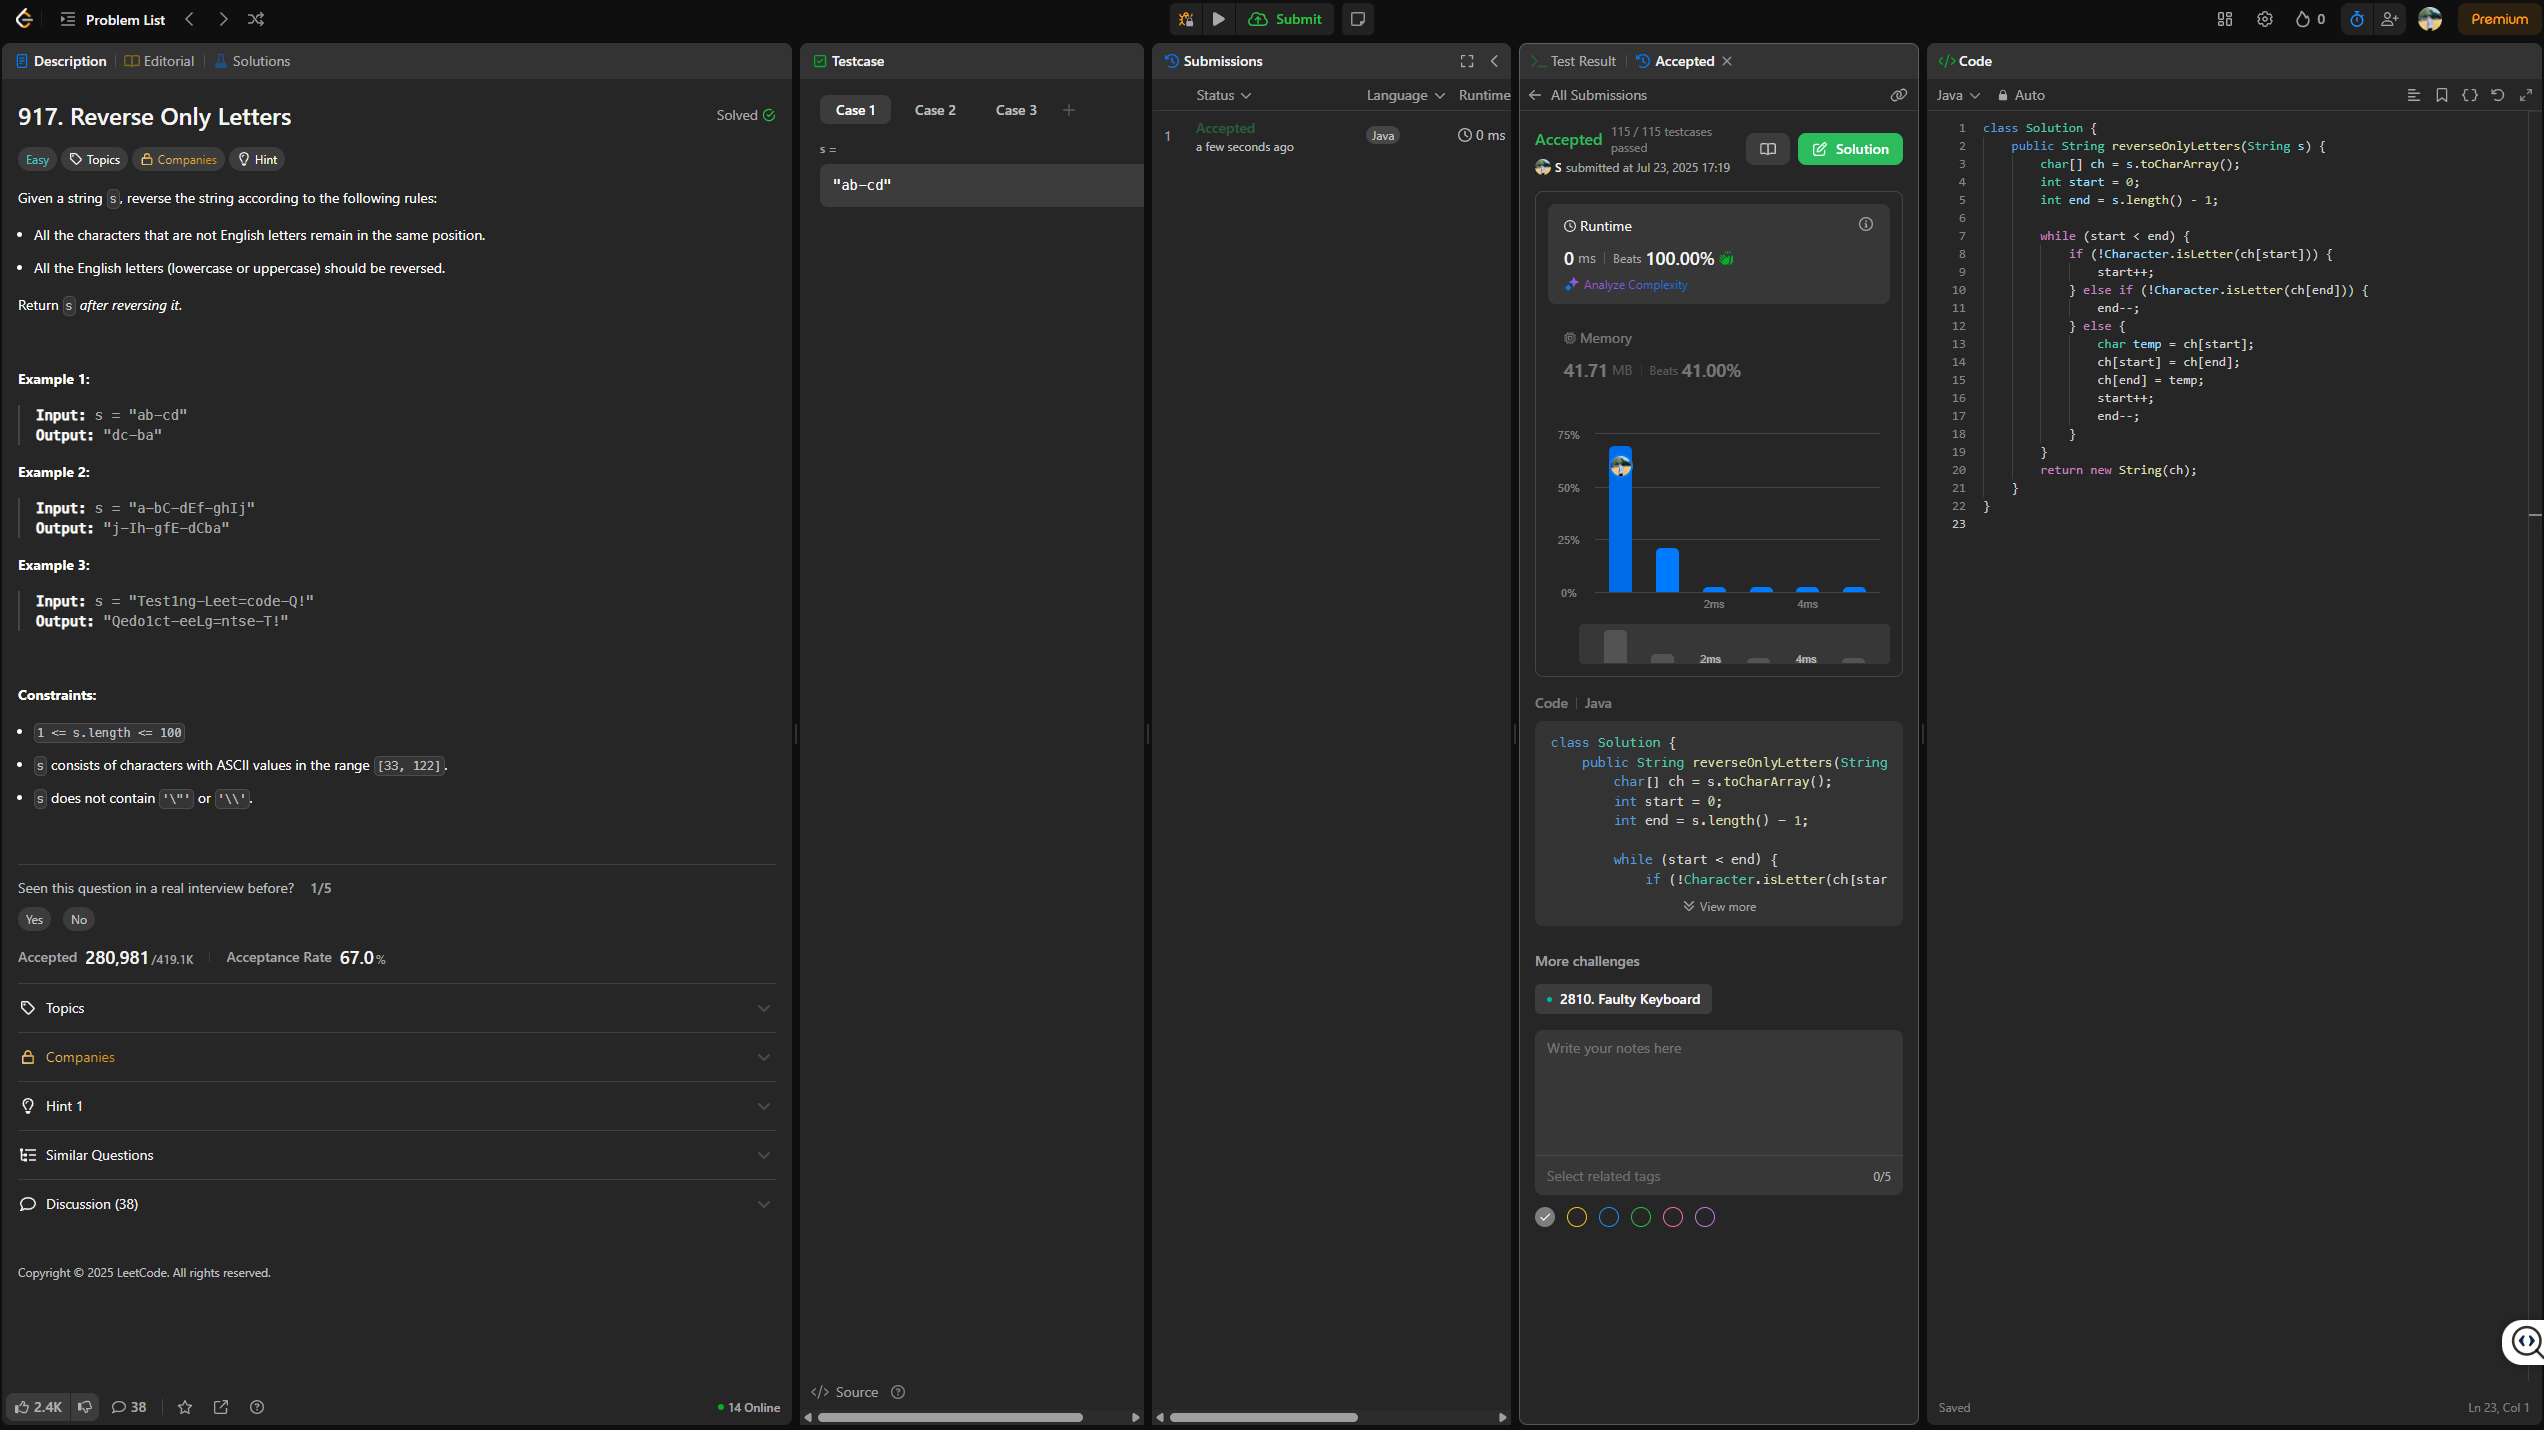 Problem List
Submit
0
Premium
Description
Editorial
Solutions
917. Reverse Only Letters
Solved
Easy
Topics
Companies
Hint
Given a string s, reverse the string according to the following rules:
• All the characters that are not English letters remain in the same position.
• All the English letters (lowercase or uppercase) should be reversed.
Return s after reversing it.
Example 1:
Input: s = "ab-cd"
Output: "dc-ba"
Example 2:
Input: s = "a-bC-dEf-ghIj"
Output: "j-Ih-gfE-dCba"
Example 3:
Input: s = "Test1ng-Leet=code-Q!"
Output: "Qedo1ct-eeLg=ntse-T!"
Constraints:
• 1 <= s.length <= 100
• s consists of characters with ASCII values in the range [33, 122].
• s does not contain '\"' or '\\'.
Seen this question in a real interview before? 1/5
Yes
No
Accepted 280,981/419.1K
Acceptance Rate 67.0%
Topics
Companies
Hint 1
Similar Questions
Discussion (38)
Copyright © 2025 LeetCode. All rights reserved.
2.4K
38
14 Online
Testcase
Case 1
Case 2
Case 3
s =
"ab-cd"
Source
Submissions
Status
Language
Runtime
1
Accepted
a few seconds ago
Java
0 ms
Test Result
Accepted
All Submissions
Accepted
115 / 115 testcases
passed
S submitted at Jul 23, 2025 17:19
Solution
Runtime
0 ms
Beats 100.00%
Analyze Complexity
Memory
41.71 MB
Beats 41.00%
75%
50%
25%
0%
2ms
4ms
2ms
4ms
Code
Java
class Solution {
public String reverseOnlyLetters(String
char[] ch = s.toCharArray();
int start = 0;
int end = s.length() - 1;
while (start < end) {
if (!Character.isLetter(ch[star
View more
More challenges
2810. Faulty Keyboard
Write your notes here
Select related tags
0/5
Code
Java
Auto
1 class Solution {
2 public String reverseOnlyLetters(String s) {
3 char[] ch = s.toCharArray();
4 int start = 0;
5 int end = s.length() - 1;
6
7 while (start < end) {
8 if (!Character.isLetter(ch[start])) {
9 start++;
10 } else if (!Character.isLetter(ch[end])) {
11 end--;
12 } else {
13 char temp = ch[start];
14 ch[start] = ch[end];
15 ch[end] = temp;
16 start++;
17 end--;
18 }
19 }
20 return new String(ch);
21 }
22 }
23
Saved
Ln 23, Col 1